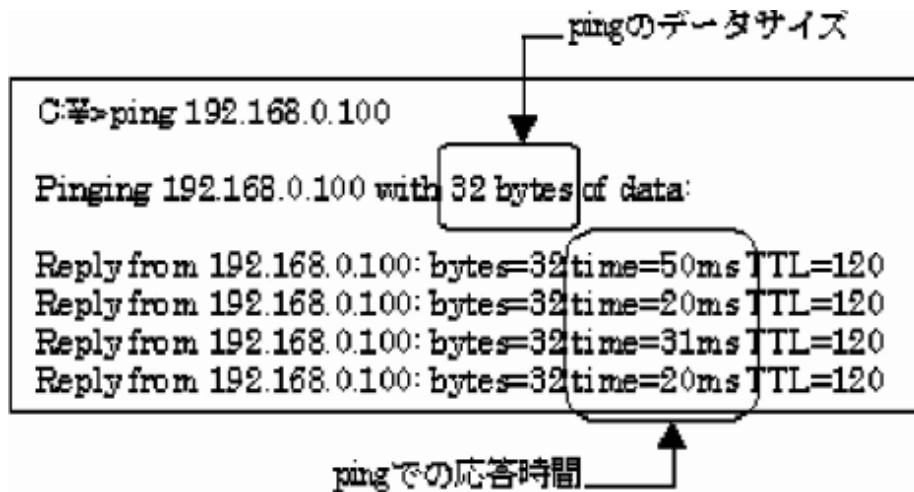 pingのデータサイズ
C:¥>ping 192.168.0.100
Pinging 192.168.0.100 with 32 bytes of data:
Reply from 192.168.0.100: bytes=32 time=50ms TTL=120
Reply from 192.168.0.100: bytes=32 time=20ms TTL=120
Reply from 192.168.0.100: bytes=32 time=31ms TTL=120
Reply from 192.168.0.100: bytes=32 time=20ms TTL=120
pingでの応答時間